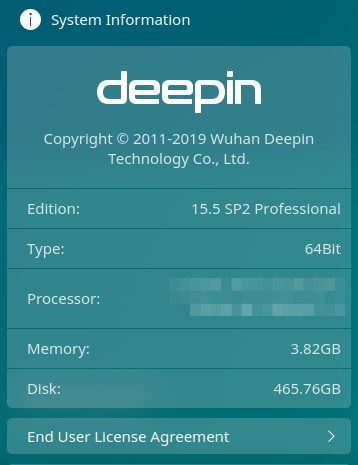 System Information
deepin
Copyright © 2011-2019 Wuhan Deepin
Technology Co., Ltd.
Edition: 15.5 SP2 Professional
Type: 64Bit
Processor:
Memory: 3.82GB
Disk: 465.76GB
End User License Agreement